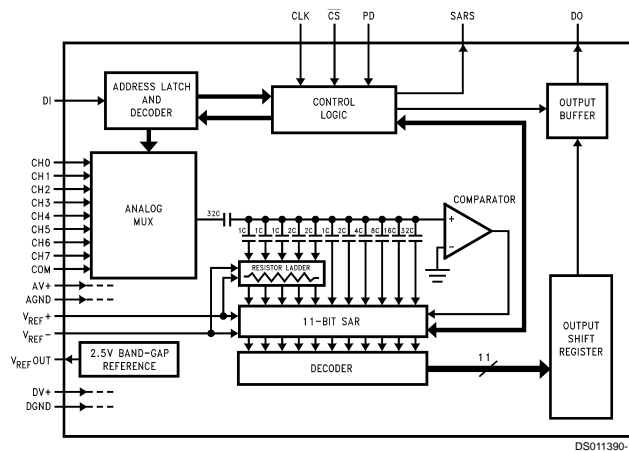 CLK C̅S̅ PD SARS DO
DI
ADDRESS LATCH
AND
DECODER
CONTROL
LOGIC
OUTPUT
BUFFER
CH0
CH1
CH2
CH3
CH4
CH5
CH6
CH7
COM
ANALOG
MUX
32C
1C 1C 1C 2C 2C 1C 2C 4C 8C 16C 32C
COMPARATOR
+
−
RESISTOR LADDER
AV+
AGND
VREF+
VREF−
11-BIT SAR
VREFOUT
2.5V BAND-GAP
REFERENCE
DECODER
11
OUTPUT
SHIFT
REGISTER
DV+
DGND
DS011390-